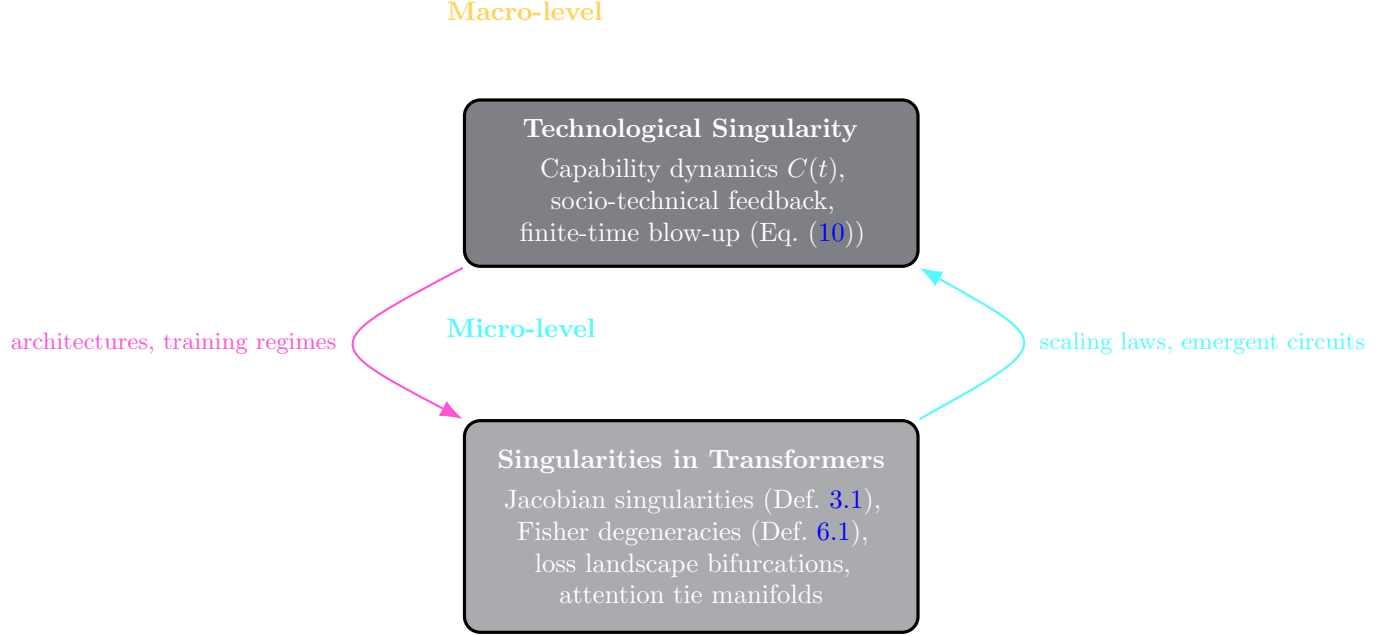 Macro-level
Technological Singularity
Capability dynamics C(t),
socio-technical feedback,
finite-time blow-up (Eq. (10))
Micro-level
architectures, training regimes
scaling laws, emergent circuits
Singularities in Transformers
Jacobian singularities (Def. 3.1),
Fisher degeneracies (Def. 6.1),
loss landscape bifurcations,
attention tie manifolds